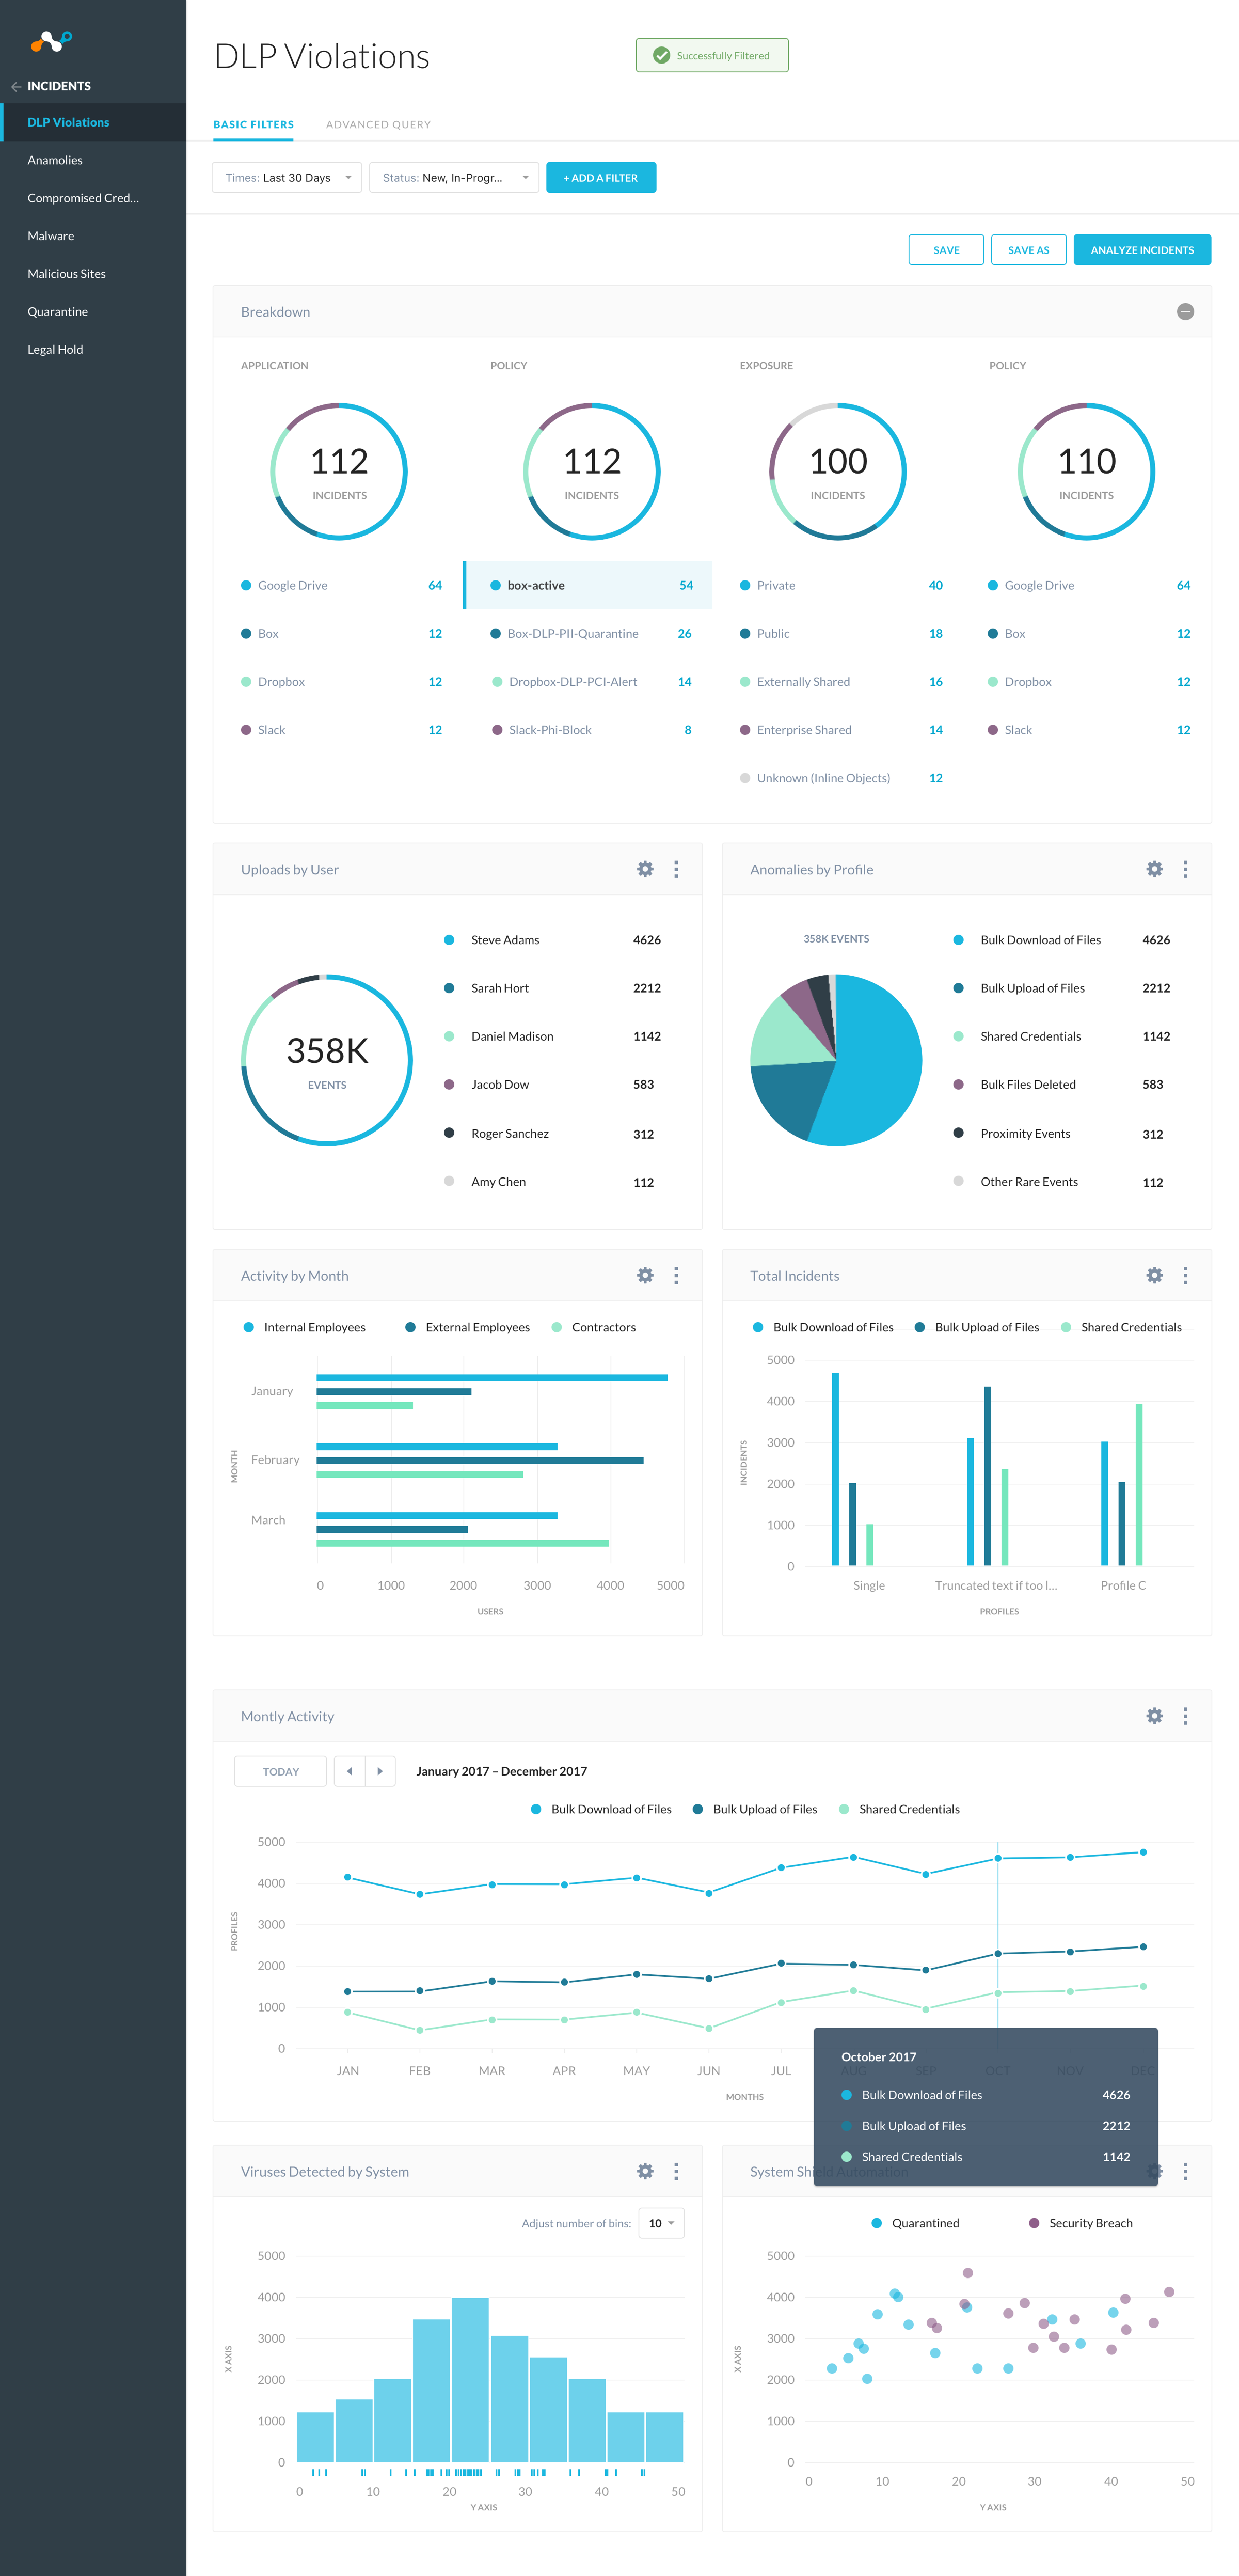 DLP Violations
Successfully Filtered
INCIDENTS
DLP Violations
Anamolies
Compromised Cred...
Malware
Malicious Sites
Quarantine
Legal Hold
BASIC FILTERS
ADVANCED QUERY
Times: Last 30 Days
Status: New, In-Progr...
+ ADD A FILTER
SAVE
SAVE AS
ANALYZE INCIDENTS
Breakdown
APPLICATION
112
INCIDENTS
Google Drive 64
Box 12
Dropbox 12
Slack 12
POLICY
112
INCIDENTS
box-active 54
Box-DLP-PII-Quarantine 26
Dropbox-DLP-PCI-Alert 14
Slack-Phi-Block 8
EXPOSURE
100
INCIDENTS
Private 40
Public 18
Externally Shared 16
Enterprise Shared 14
Unknown (Inline Objects) 12
POLICY
110
INCIDENTS
Google Drive 64
Box 12
Dropbox 12
Slack 12
Uploads by User
358K
EVENTS
Steve Adams 4626
Sarah Hort 2212
Daniel Madison 1142
Jacob Dow 583
Roger Sanchez 312
Amy Chen 112
Anomalies by Profile
358K EVENTS
Bulk Download of Files 4626
Bulk Upload of Files 2212
Shared Credentials 1142
Bulk Files Deleted 583
Proximity Events 312
Other Rare Events 112
Activity by Month
Internal Employees External Employees Contractors
MONTH
January
February
March
0 1000 2000 3000 4000 5000
USERS
Total Incidents
Bulk Download of Files Bulk Upload of Files Shared Credentials
INCIDENTS
5000
4000
3000
2000
1000
0
Single Truncated text if too l... Profile C
PROFILES
Montly Activity
TODAY
January 2017 – December 2017
Bulk Download of Files Bulk Upload of Files Shared Credentials
PROFILES
5000
4000
3000
2000
1000
0
JAN FEB MAR APR MAY JUN JUL AUG SEP OCT NOV DEC
MONTHS
October 2017
Bulk Download of Files 4626
Bulk Upload of Files 2212
Shared Credentials 1142
Viruses Detected by System
Adjust number of bins: 10
X AXIS
5000
4000
3000
2000
1000
0
0 10 20 30 40 50
Y AXIS
System Shield Automation
Quarantined Security Breach
X AXIS
5000
4000
3000
2000
1000
0
0 10 20 30 40 50
Y AXIS